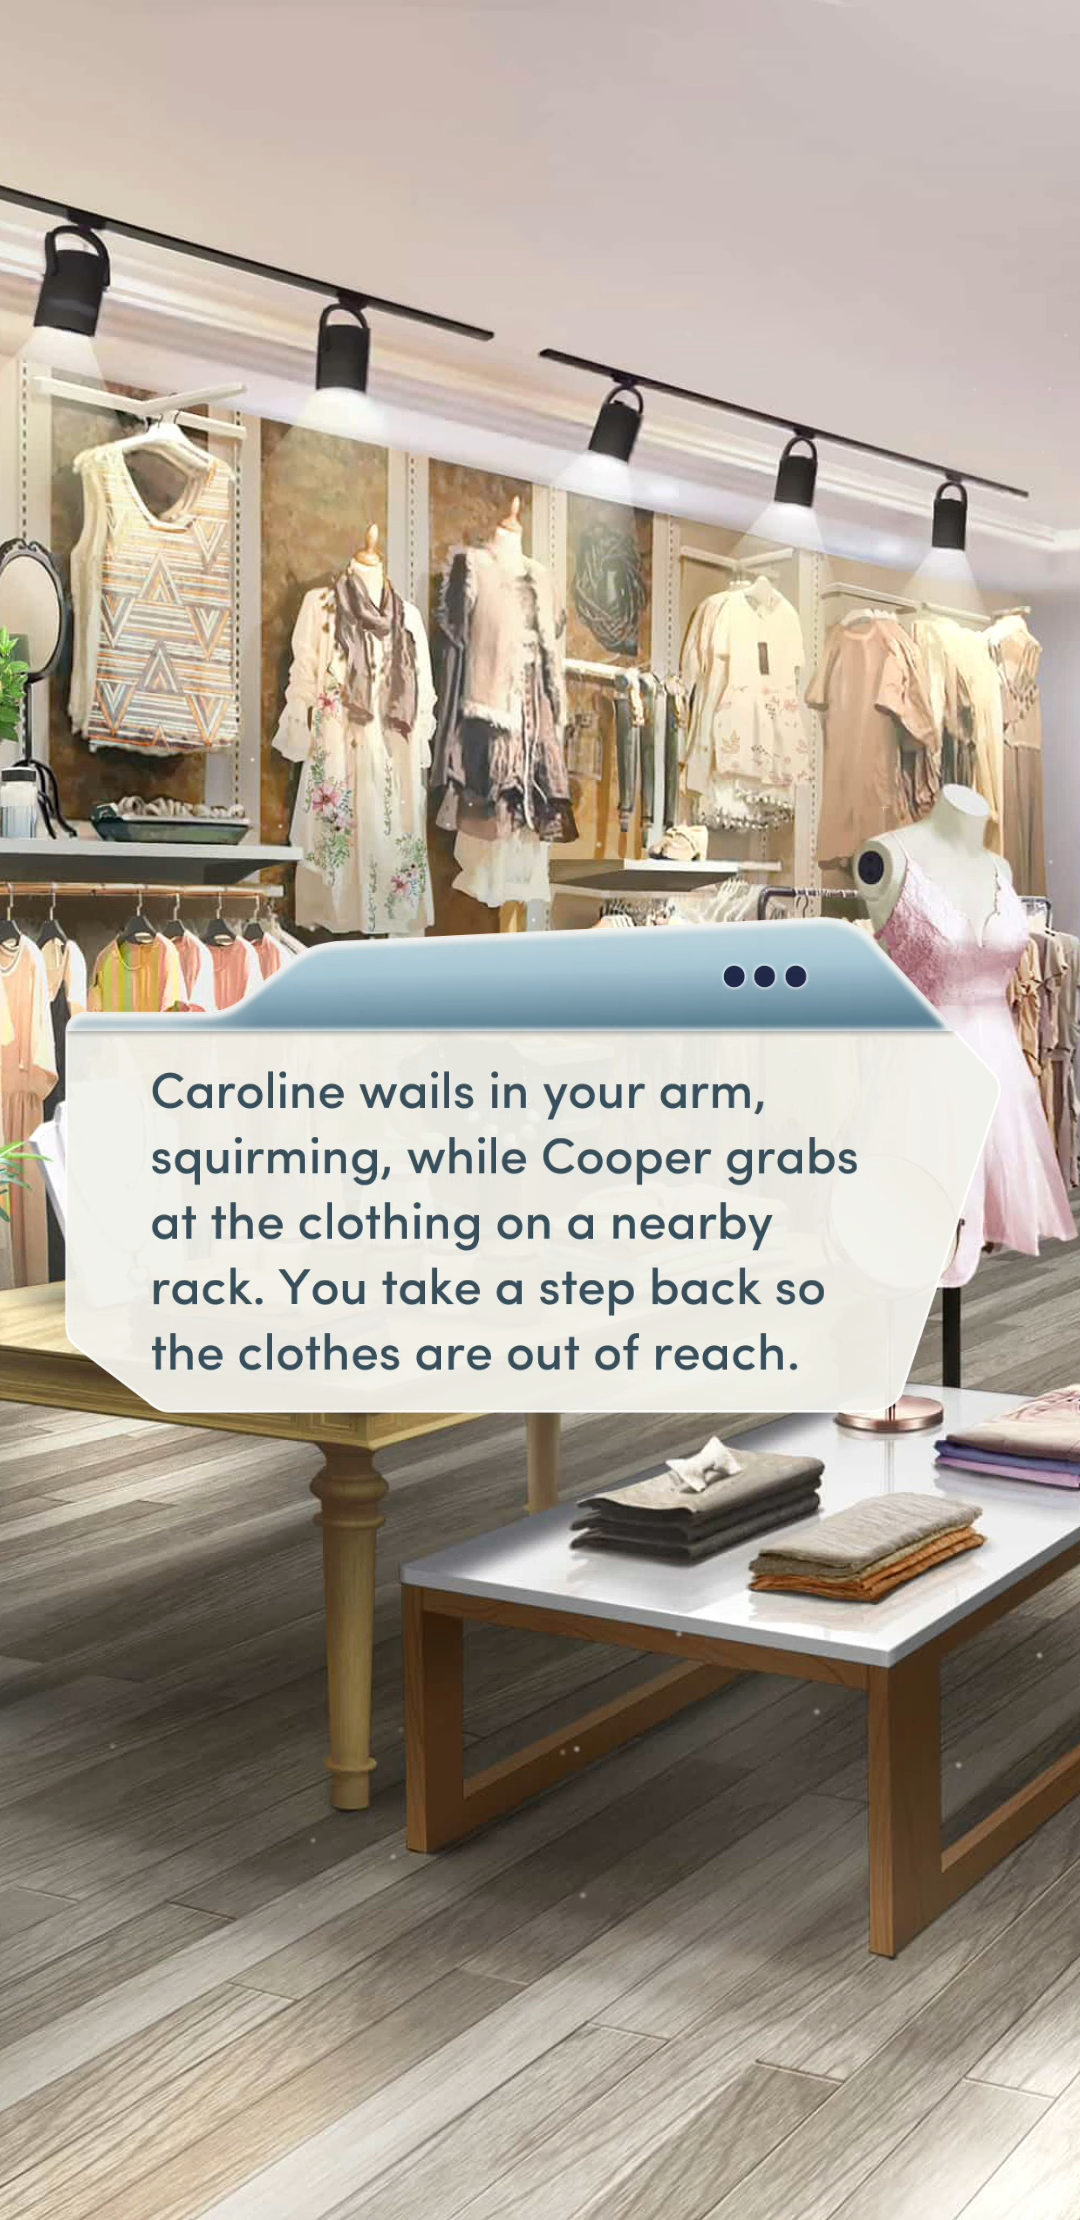 Caroline wails in your arm,
squirming, while Cooper grabs
at the clothing on a nearby
rack. You take a step back so
the clothes are out of reach.